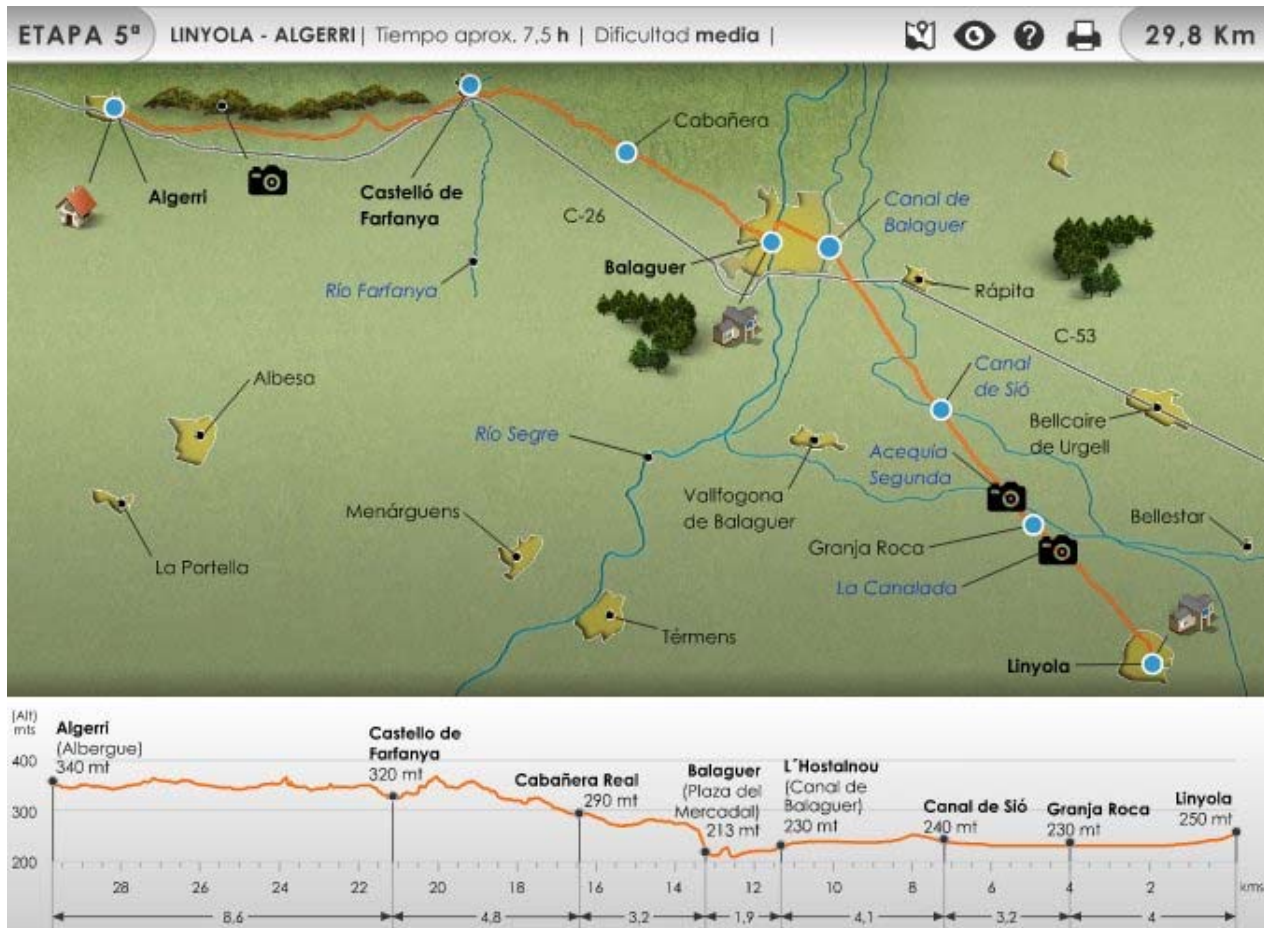 ETAPA 5ª
LINYOLA - ALGERRI | Tiempo aprox. 7,5 h | Dificultad media |
29,8 Km
Cabañera
Algerri
Castelló de
Farfanya
C-26
Canal de
Balaguer
Balaguer
Río Farfanya
Rápita
C-53
Albesa
Canal
de Sió
Bellcaire
de Urgell
Río Segre
Acequia
Segunda
Vallfogona
de Balaguer
Menárguens
Bellestar
Granja Roca
La Portella
La Canalada
Térmens
Linyola
(Alt)
mts
400
300
200
Algerri
(Albergue)
340 mt
Castello de
Farfanya
320 mt
Cabañera Real
290 mt
Balaguer
(Plaza del
Mercadal)
213 mt
L´Hostalnou
(Canal de
Balaguer)
230 mt
Canal de Sió
240 mt
Granja Roca
230 mt
Linyola
250 mt
28 26 24 22 20 18 16 14 12 10 8 6 4 2 kms
8,6 4,8 3,2 1,9 4,1 3,2 4